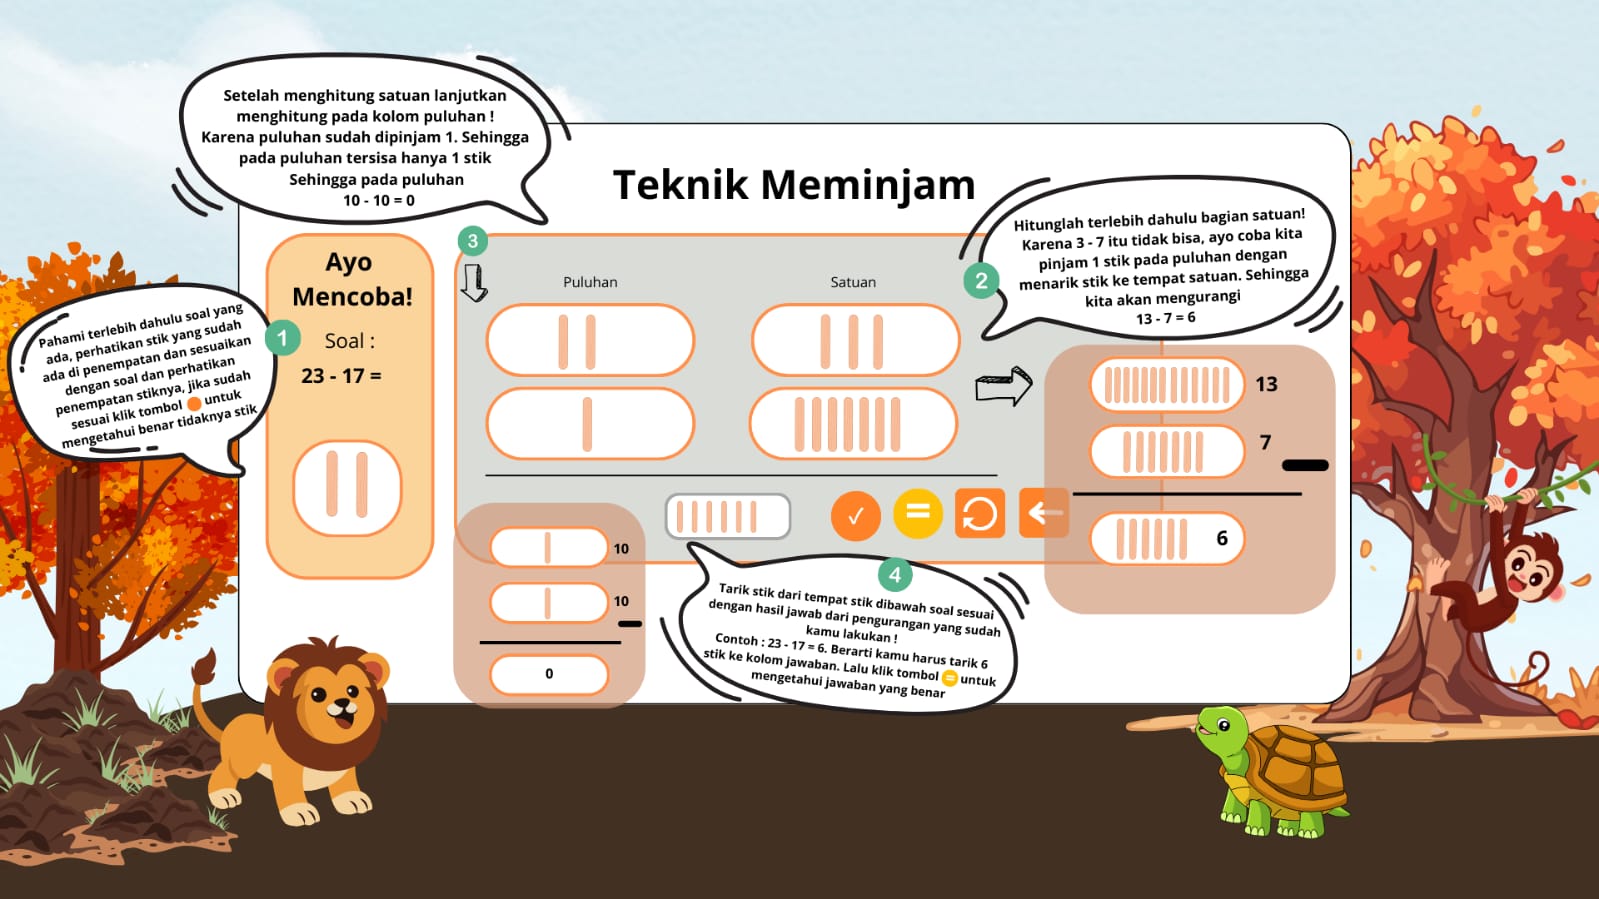 Teknik Meminjam
Setelah menghitung satuan lanjutkan
menghitung pada kolom puluhan !
Karena puluhan sudah dipinjam 1. Sehingga
pada puluhan tersisa hanya 1 stik
Sehingga pada puluhan
10 - 10 = 0
Ayo
Mencoba!
Soal :
23 - 17 =
1
Pahami terlebih dahulu soal yang
ada, perhatikan stik yang sudah
ada di penempatan dan sesuaikan
dengan soal dan perhatikan
penempatan stiknya, jika sudah
sesuai klik tombol untuk
mengetahui benar tidaknya stik
3
Puluhan
Satuan
2
Hitunglah terlebih dahulu bagian satuan!
Karena 3 - 7 itu tidak bisa, ayo coba kita
pinjam 1 stik pada puluhan dengan
menarik stik ke tempat satuan. Sehingga
kita akan mengurangi
13 - 7 = 6
13
7
6
✓
=
10
10
0
4
Tarik stik dari tempat stik dibawah soal sesuai
dengan hasil jawab dari pengurangan yang sudah
kamu lakukan !
Contoh : 23 - 17 = 6. Berarti kamu harus tarik 6
stik ke kolom jawaban. Lalu klik tombol = untuk
mengetahui jawaban yang benar